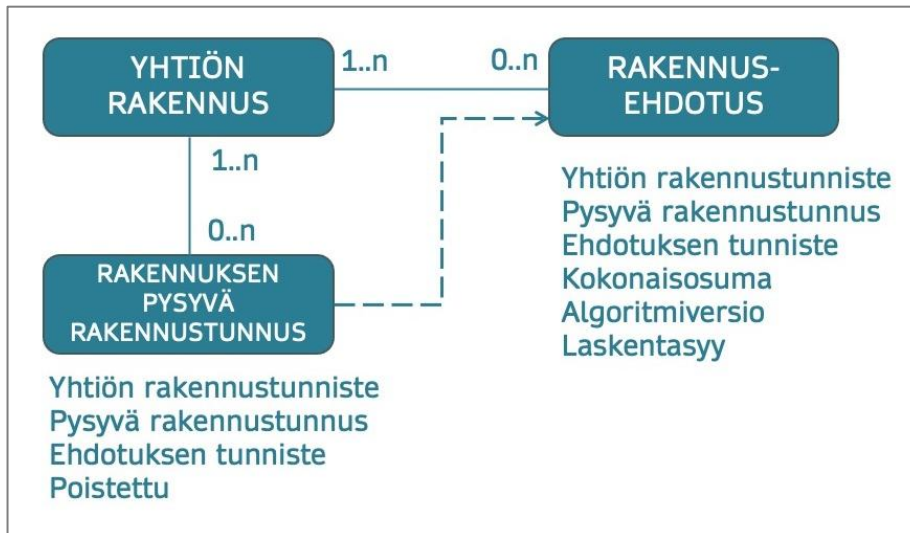 YHTIÖN
RAKENNUS
1..n
0..n
RAKENNUS-
EHDOTUS
1..n
0..n
RAKENNUKSEN
PYSYVÄ
RAKENNUSTUNNUS
Yhtiön rakennustunniste
Pysyvä rakennustunnus
Ehdotuksen tunniste
Kokonaisosuma
Algoritmiversio
Laskentasyy
Yhtiön rakennustunniste
Pysyvä rakennustunnus
Ehdotuksen tunniste
Poistettu